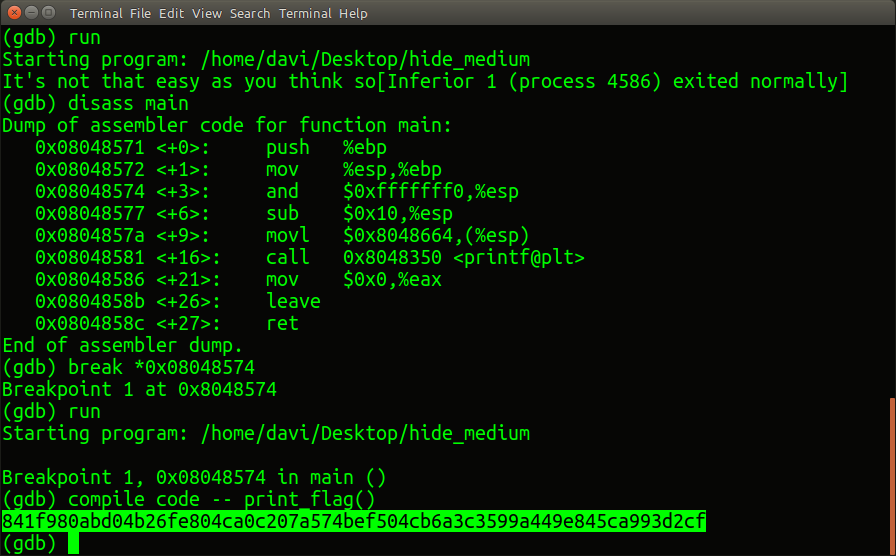 Terminal File Edit View Search Terminal Help
(gdb) run
Starting program: /home/davi/Desktop/hide_medium
It's not that easy as you think so[Inferior 1 (process 4586) exited normally]
(gdb) disass main
Dump of assembler code for function main:
   0x08048571 <+0>:     push   %ebp
   0x08048572 <+1>:     mov    %esp,%ebp
   0x08048574 <+3>:     and    $0xfffffff0,%esp
   0x08048577 <+6>:     sub    $0x10,%esp
   0x0804857a <+9>:     movl   $0x8048664,(%esp)
   0x08048581 <+16>:    call   0x8048350 <printf@plt>
   0x08048586 <+21>:    mov    $0x0,%eax
   0x0804858b <+26>:    leave
   0x0804858c <+27>:    ret
End of assembler dump.
(gdb) break *0x08048574
Breakpoint 1 at 0x8048574
(gdb) run
Starting program: /home/davi/Desktop/hide_medium

Breakpoint 1, 0x08048574 in main ()
(gdb) compile code -- print_flag()
841f980abd04b26fe804ca0c207a574bef504cb6a3c3599a449e845ca993d2cf
(gdb)